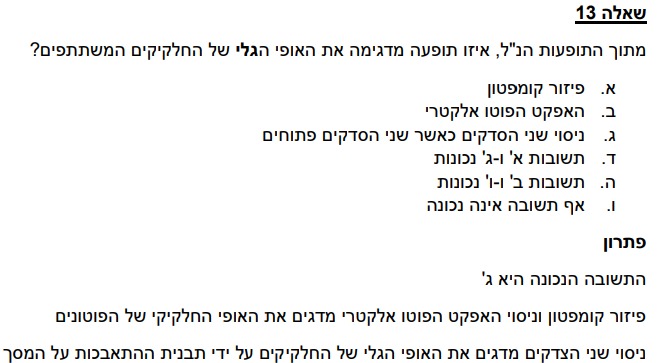 שאלה 13
מתוך התופעות הנ"ל, איזו תופעה מדגימה את האופי הגלי של החלקיקים המשתתפים?
א. פיזור קומפטון
ב. האפקט הפוטו אלקטרי
ג. ניסוי שני הסדקים כאשר שני הסדקים פתוחים
ד. תשובות א' ו-ג' נכונות
ה. תשובות ב' ו-ו' נכונות
ו. אף תשובה אינה נכונה
פתרון
התשובה הנכונה היא ג'
פיזור קומפטון וניסוי האפקט הפוטו אלקטרי מדגים את האופי החלקיקי של הפוטונים
ניסוי שני הצדקים מדגים את האופי הגלי של החלקיקים על ידי תבנית ההתאבכות על המסך